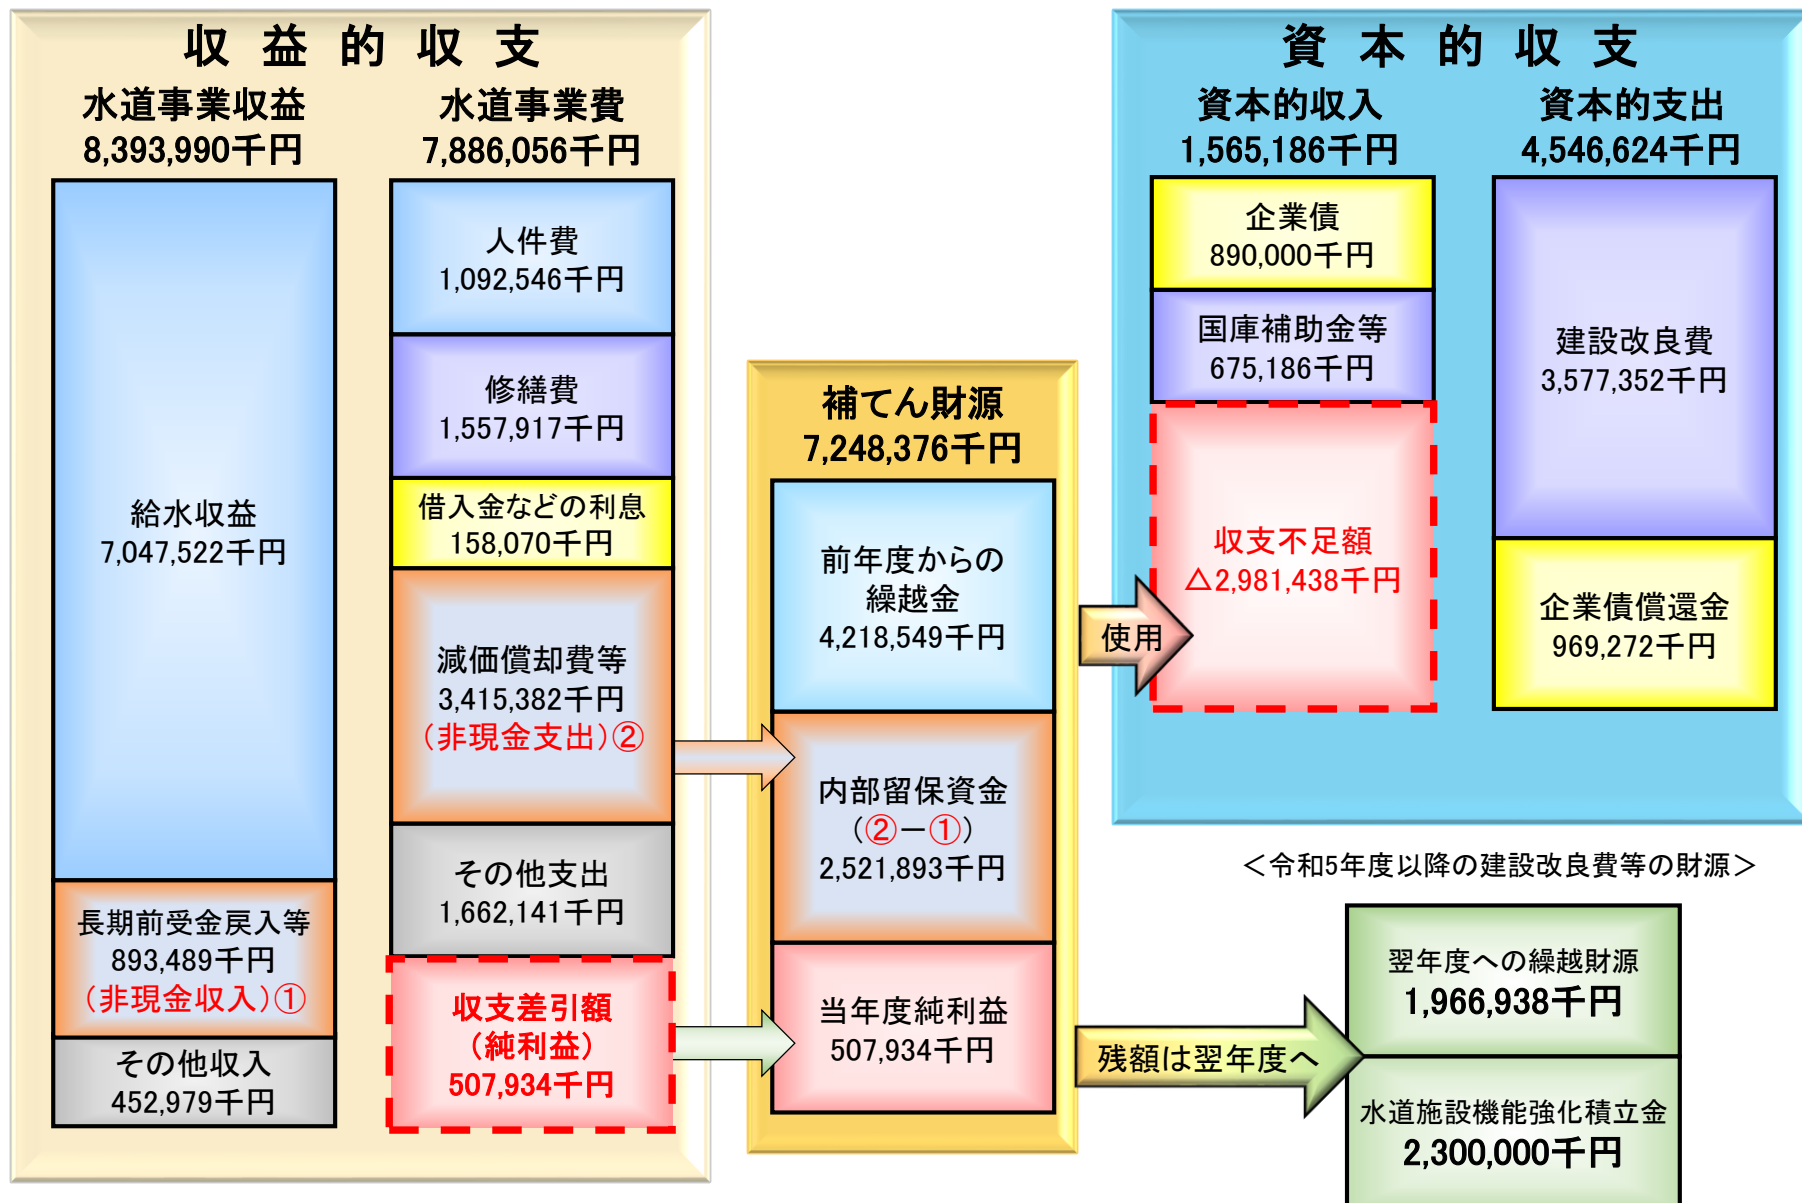 収益的収支
水道事業収益
8,393,990千円
給水収益
7,047,522千円
長期前受金戻入等
893,489千円
（非現金収入）①
その他収入
452,979千円
水道事業費
7,886,056千円
人件費
1,092,546千円
修繕費
1,557,917千円
借入金などの利息
158,070千円
減価償却費等
3,415,382千円
（非現金支出）②
その他支出
1,662,141千円
収支差引額
（純利益）
507,934千円
補てん財源
7,248,376千円
前年度からの
繰越金
4,218,549千円
内部留保資金
（②－①）
2,521,893千円
当年度純利益
507,934千円
使用
残額は翌年度へ
資本的収支
資本的収入
1,565,186千円
企業債
890,000千円
国庫補助金等
675,186千円
収支不足額
△2,981,438千円
資本的支出
4,546,624千円
建設改良費
3,577,352千円
企業債償還金
969,272千円
＜令和5年度以降の建設改良費等の財源＞
翌年度への繰越財源
1,966,938千円
水道施設機能強化積立金
2,300,000千円